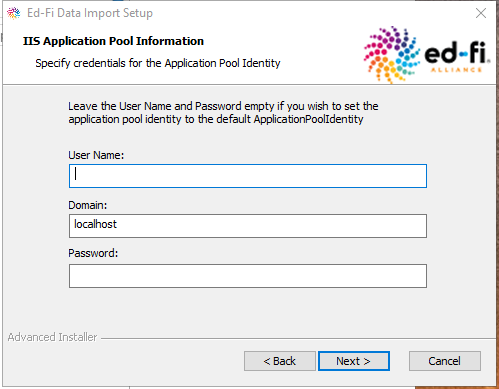 Ed-Fi Data Import Setup
IIS Application Pool Information
Specify credentials for the Application Pool Identity
ed-fi
ALLIANCE
Leave the User Name and Password empty if you wish to set the
application pool identity to the default ApplicationPoolIdentity
User Name:
Domain:
localhost
Password:
Advanced Installer
< Back
Next >
Cancel